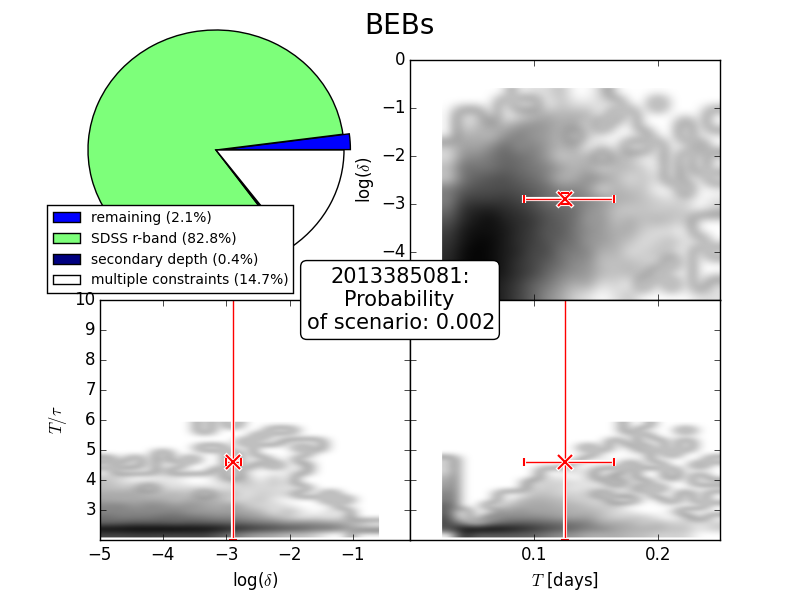 BEBs
remaining (2.1%)
SDSS r-band (82.8%)
secondary depth (0.4%)
multiple constraints (14.7%)
0
−1
−2
−3
−4
log(δ)
2013385081:
Probability
of scenario: 0.002
10
9
8
7
6
5
4
3
T/τ
−5 −4 −3 −2 −1
log(δ)
0.1 0.2
T [days]